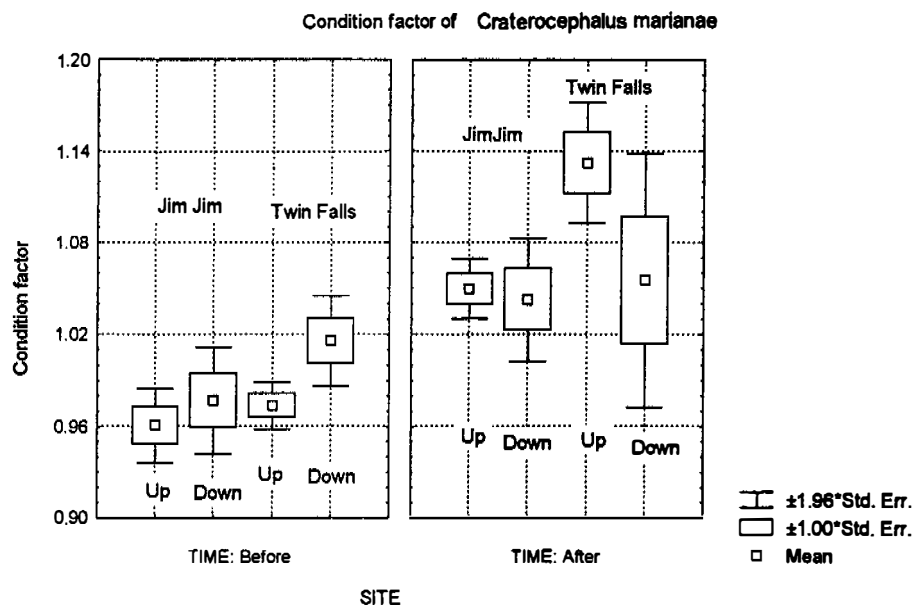 Condition factor of Craterocephalus marianae
Condition factor
1.20
1.14
1.08
1.02
0.96
0.90
Jim Jim
Twin Falls
Up
Down
Up
Down
TIME: Before
JimJim
Twin Falls
Up
Down
Up
Down
TIME: After
SITE
±1.96*Std. Err.
±1.00*Std. Err.
Mean